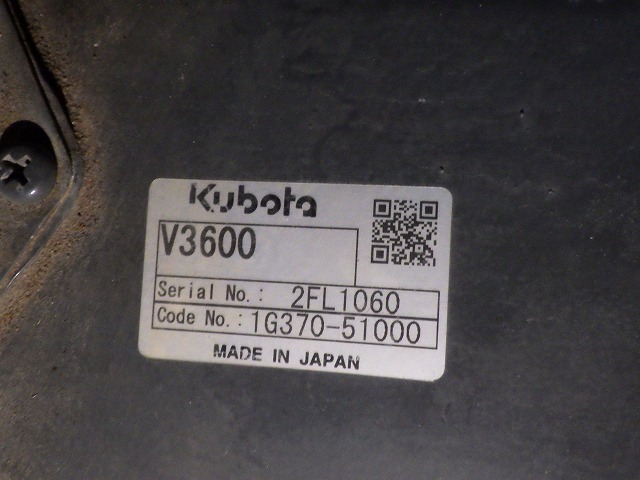 Kubota
V3600
Serial No.: 2FL1060
Code No.: 1G370-51000
MADE IN JAPAN